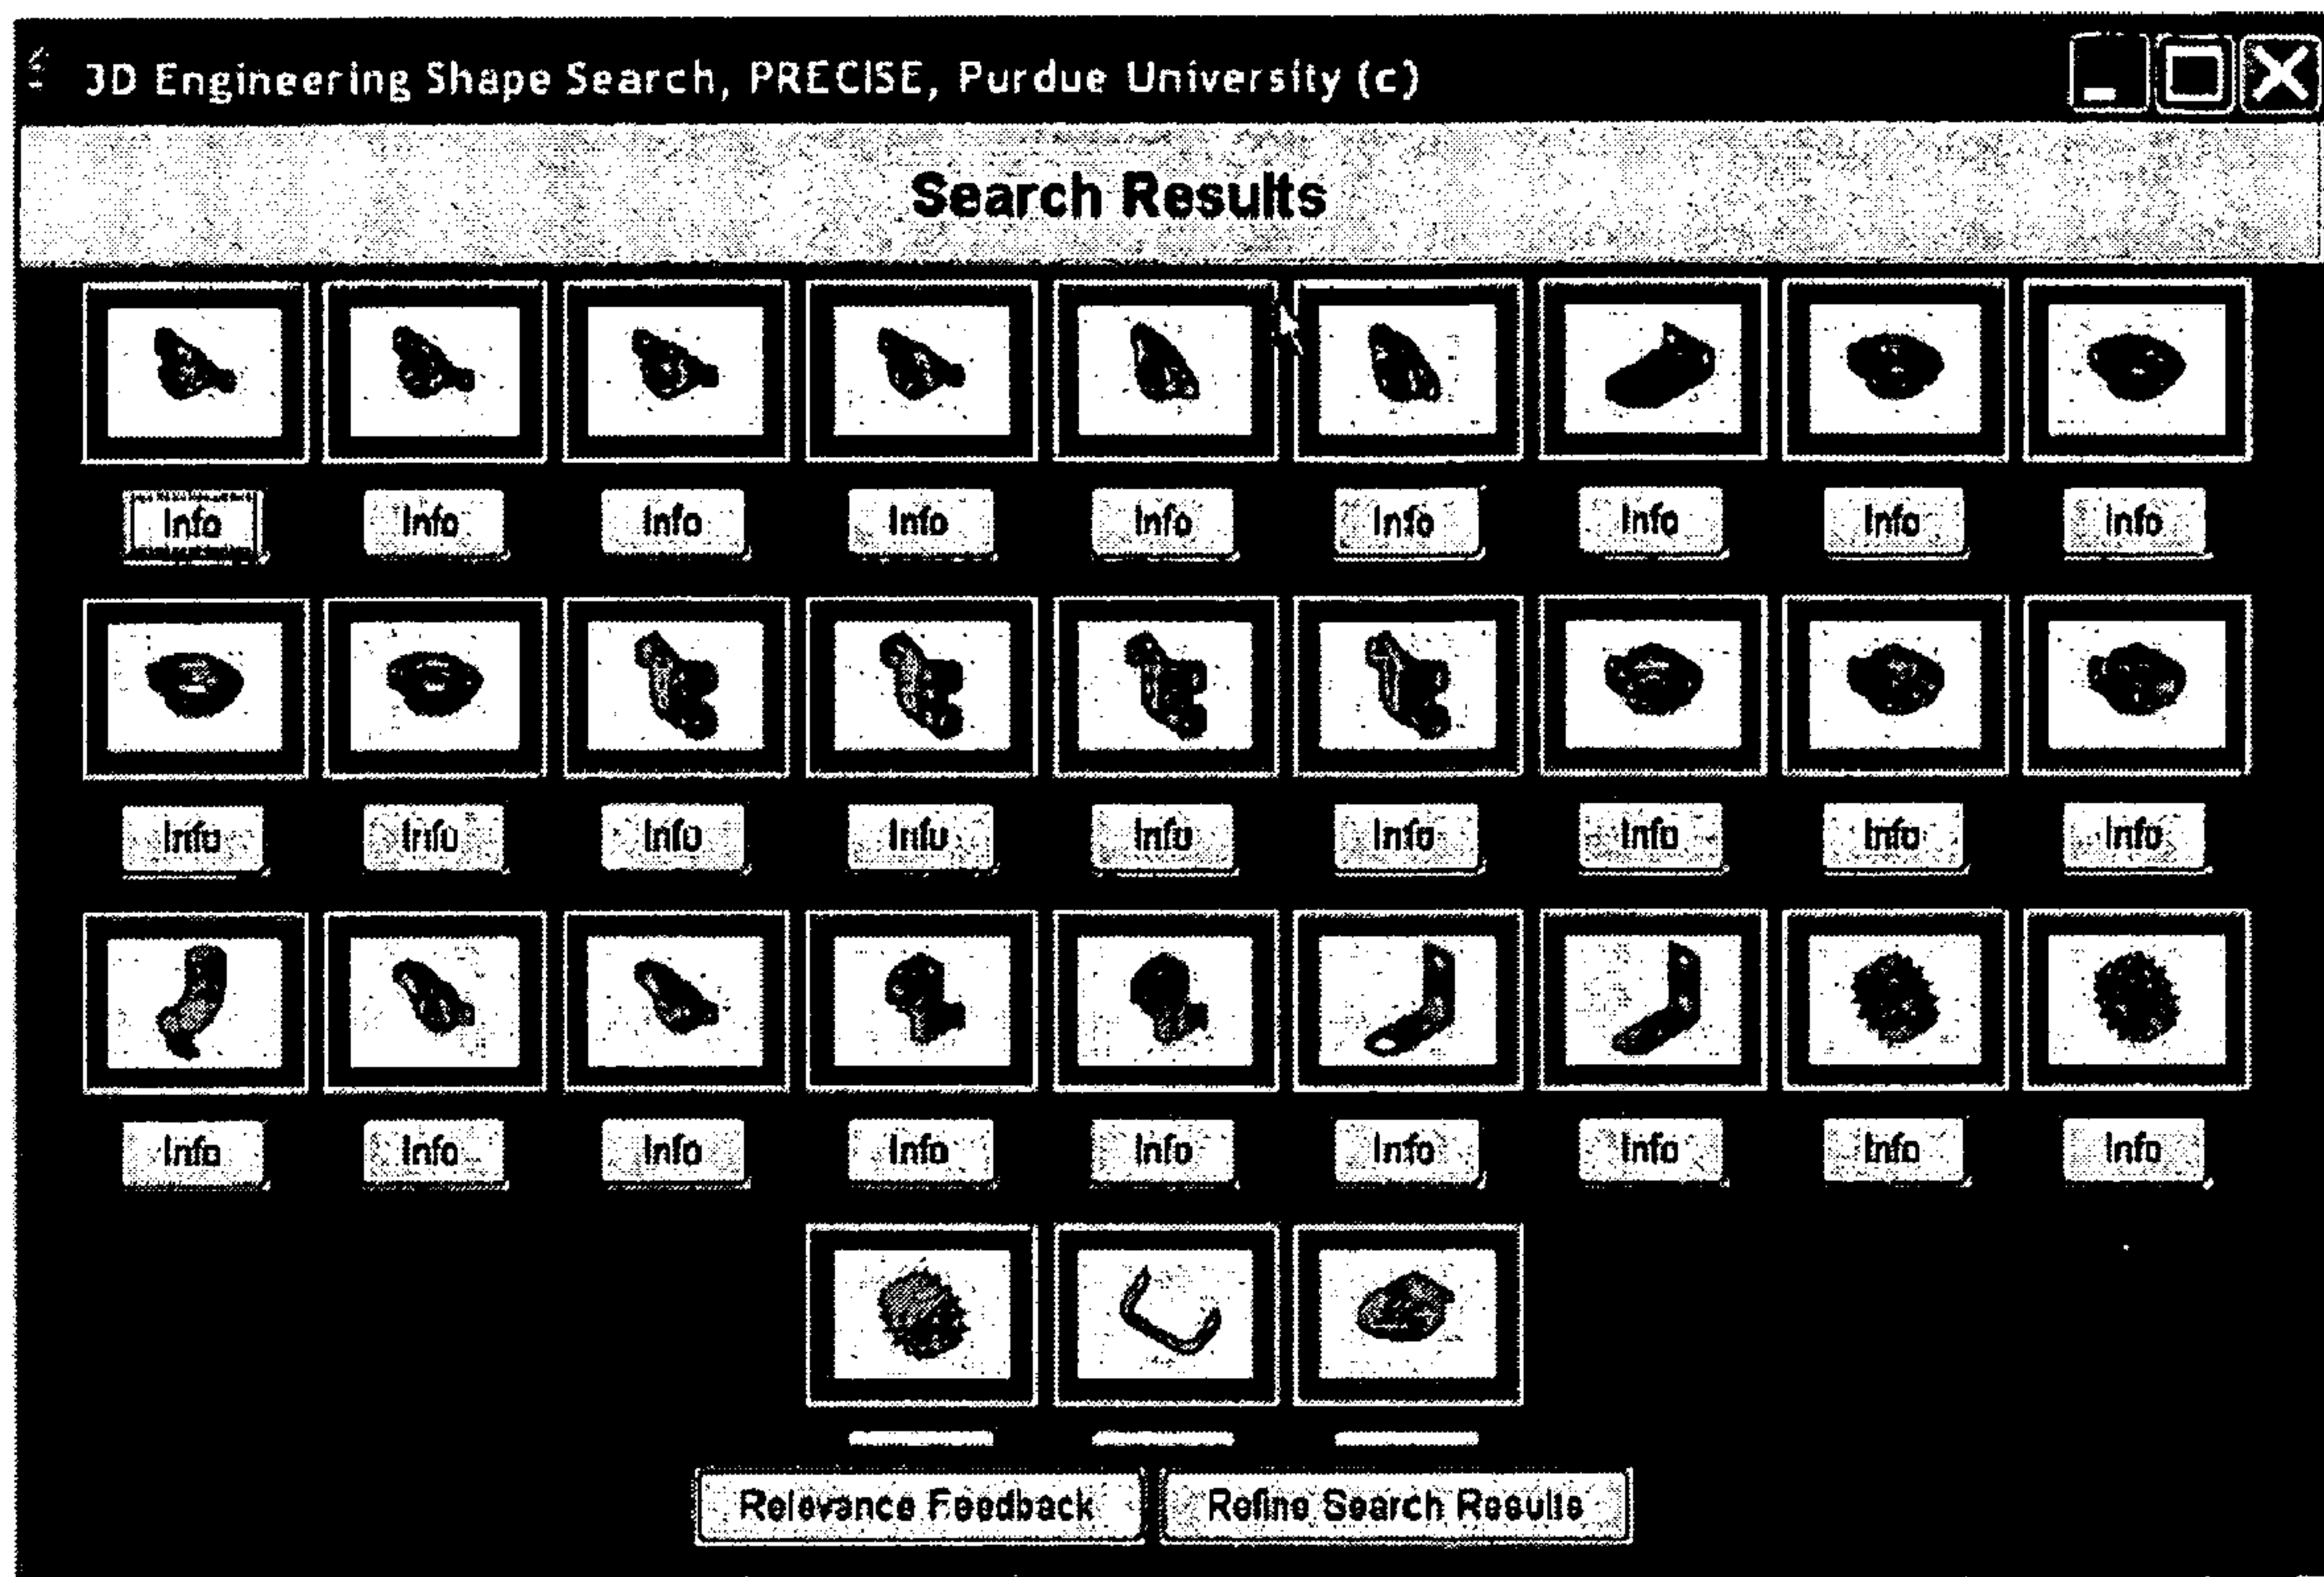 3D Engineering Shape Search, PRECISE, Purdue University (c)
Search Results
Info Info Info Info Info Info Info Info Info
Info Info Info Info Info Info Info Info Info
Info Info Info Info Info Info Info Info Info
Relevance Feedback Refine Search Results